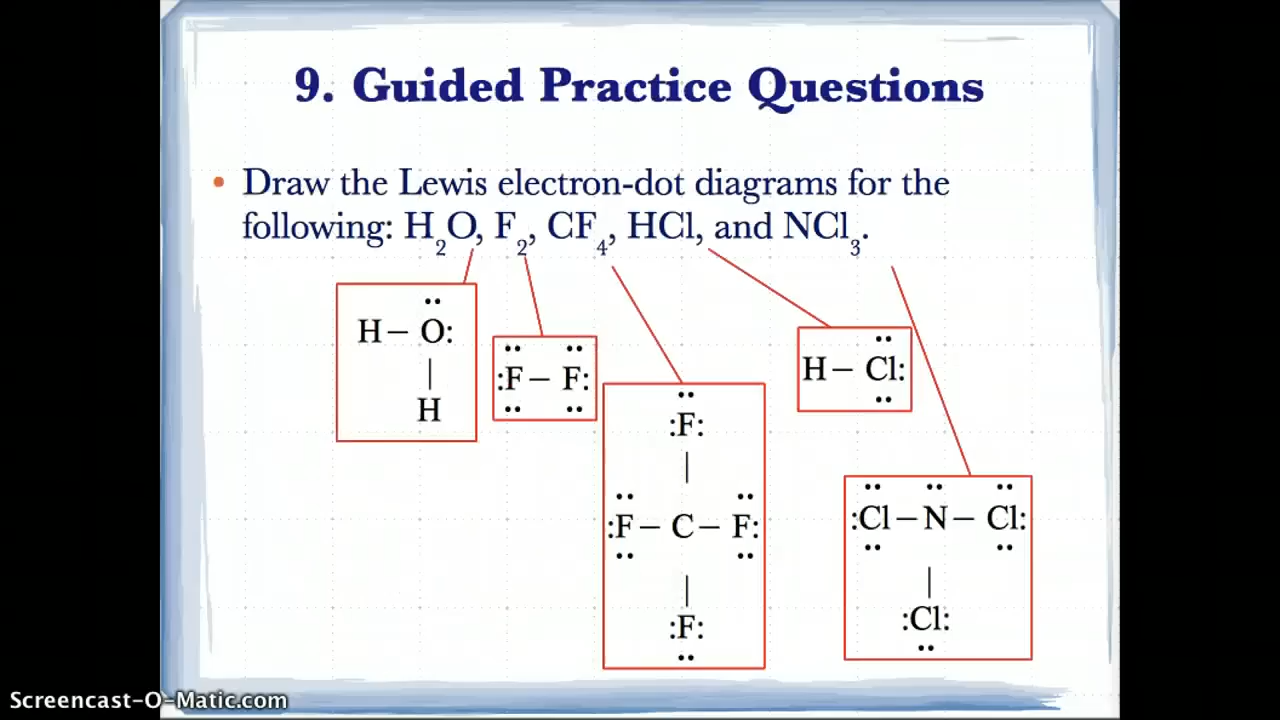 9. Guided Practice Questions
• Draw the Lewis electron-dot diagrams for the
following: H₂O, F₂, CF₄, HCl, and NCl₃.
H – O:
|
H
:F – F:
:F:
|
:F – C – F:
|
:F:
H – Cl:
:Cl – N – Cl:
|
:Cl:
Screencast-O-Matic.com